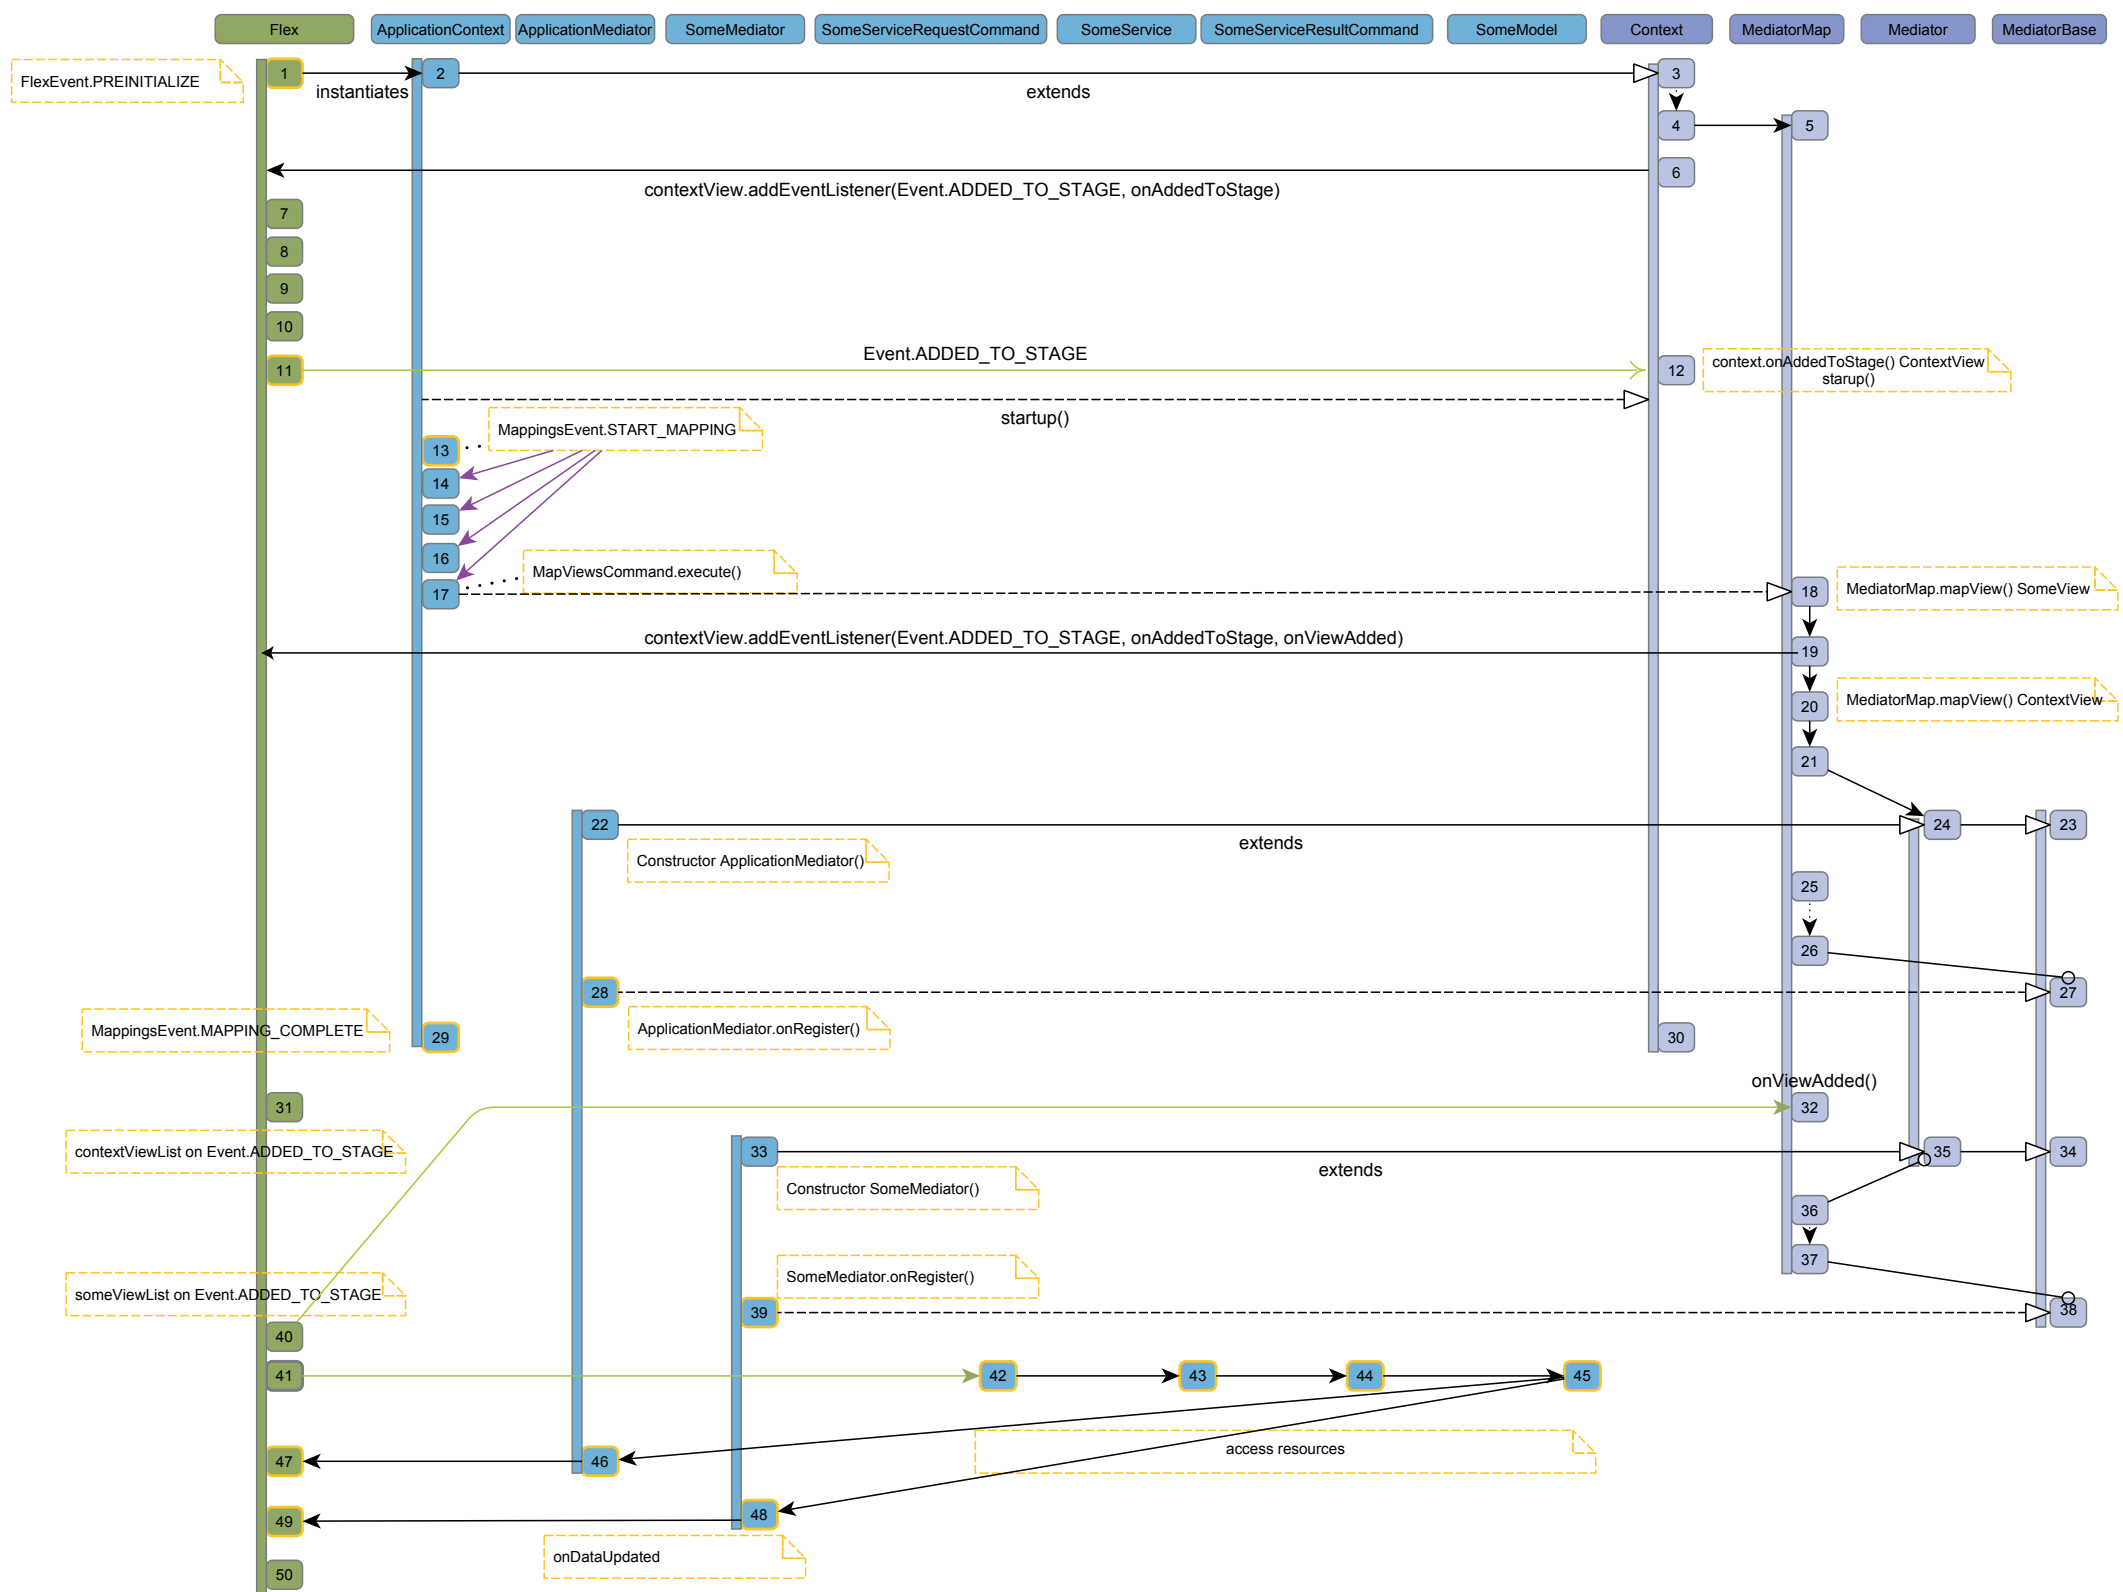 Flex
ApplicationContext
ApplicationMediator
SomeMediator
SomeServiceRequestCommand
SomeService
SomeServiceResultCommand
SomeModel
Context
MediatorMap
Mediator
MediatorBase
FlexEvent.PREINITIALIZE
1
2
3
instantiates
extends
4
5
6
contextView.addEventListener(Event.ADDED_TO_STAGE, onAddedToStage)
7
8
9
10
Event.ADDED_TO_STAGE
11
12
context.onAddedToStage() ContextView
starup()
startup()
MappingsEvent.START_MAPPING
13
14
15
16
MapViewsCommand.execute()
17
18
MediatorMap.mapView() SomeView
contextView.addEventListener(Event.ADDED_TO_STAGE, onAddedToStage, onViewAdded)
19
20
MediatorMap.mapView() ContextView
21
22
24
23
extends
Constructor ApplicationMediator()
25
26
28
27
MappingsEvent.MAPPING_COMPLETE
29
ApplicationMediator.onRegister()
30
onViewAdded()
31
32
contextViewList on Event.ADDED_TO_STAGE
33
35
34
extends
Constructor SomeMediator()
36
37
SomeMediator.onRegister()
someViewList on Event.ADDED_TO_STAGE
39
38
40
41
42
43
44
45
access resources
47
46
48
49
onDataUpdated
50